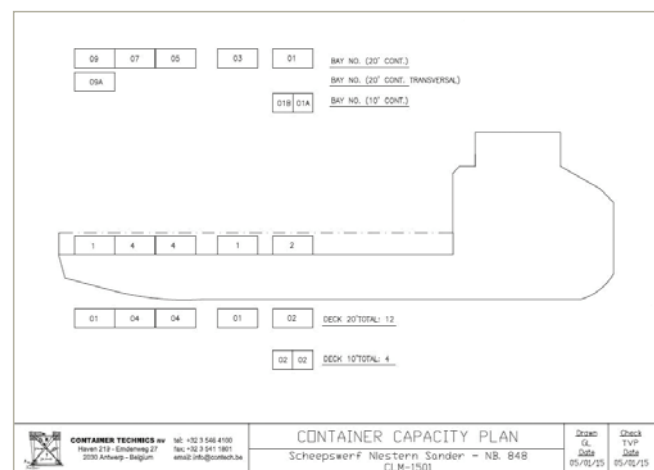 09 07 05 03 01 BAY NO. (20' CONT.)
09A BAY NO. (20' CONT. TRANSVERSAL)
01B 01A BAY NO. (10' CONT.)
1 4 4 1 2
01 04 04 01 02 DECK 20'TOTAL: 12
02 02 DECK 10'TOTAL: 4
CONTAINER TECHNICS nv
Haven 219 - Emdenweg 27
2030 Antwerp - Belgium
tel: +32 3 546 4100
fax: +32 3 541 1801
email: info@contech.be
CONTAINER CAPACITY PLAN
Scheepswerf Niestern Sander - NB. 848
CLM-1501
Drawn
GL
Date
05/01/15
Check
TVP
Date
05/01/15